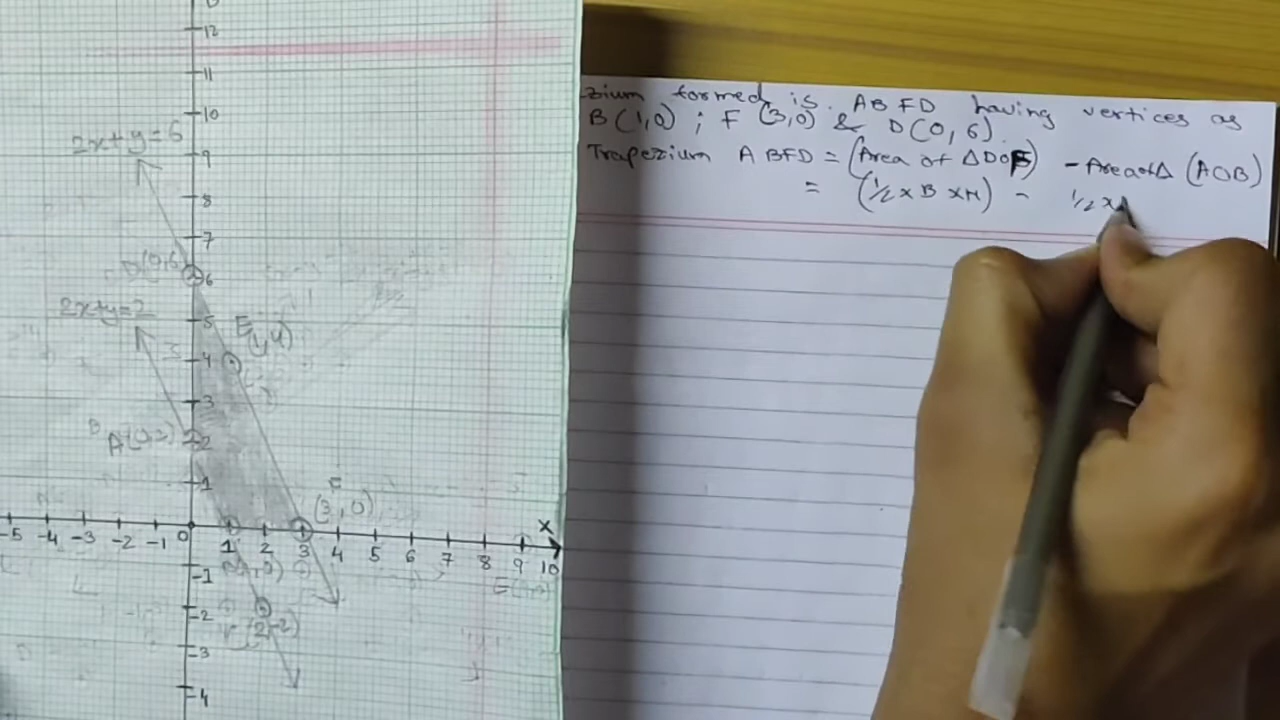 12
11
10
2x+y=6
9
8
7
D(0,6)
6
2x+y=2
5
E
(1,4)
4
3
A(0,2)
2
1
F
(3,0)
X
-5 -4 -3 -2 -1 0 1 2 3 4 5 6 7 8 9 10
-1
-2
(2,-2)
-3
-4
-zium formed is ABFD having vertices as
B(1,0) ; F (3,0) & D(0,6).
Trapezium ABFD = (Area of ΔDOF) - Area of Δ (AOB)
= (1/2 x B x H) - 1/2 x